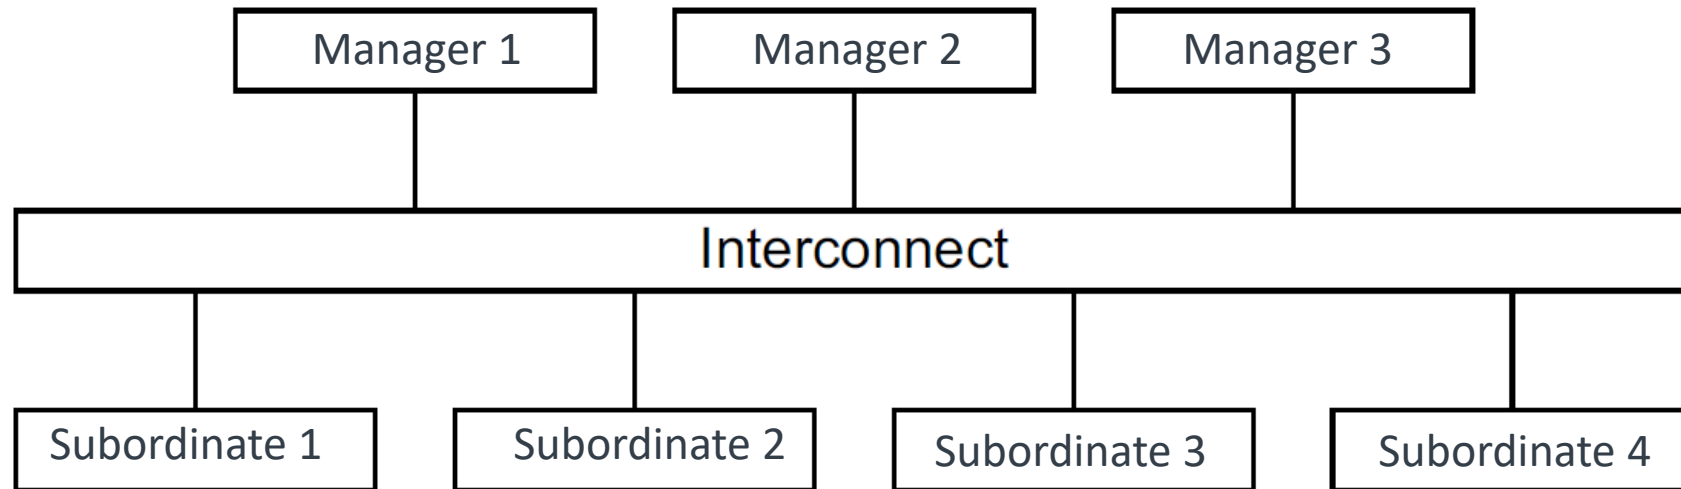 Manager 1
Manager 2
Manager 3
Interconnect
Subordinate 1
Subordinate 2
Subordinate 3
Subordinate 4